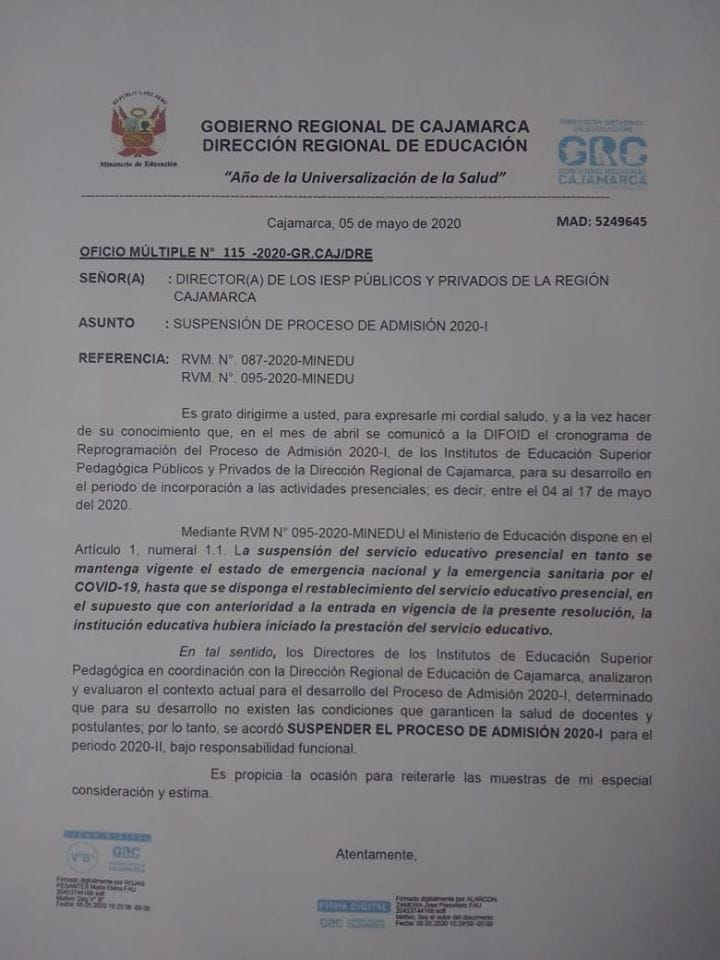 REPÚBLICA DEL PERÚ
Ministerio de Educación
GOBIERNO REGIONAL DE CAJAMARCA
DIRECCIÓN REGIONAL DE EDUCACIÓN
“Año de la Universalización de la Salud”
DIRECCIÓN REGIONAL
DE EDUCACIÓN
GRC
GOBIERNO REGIONAL
CAJAMARCA
Cajamarca, 05 de mayo de 2020
MAD: 5249645
OFICIO MÚLTIPLE N° 115 -2020-GR.CAJ/DRE
SEÑOR(A) : DIRECTOR(A) DE LOS IESP PÚBLICOS Y PRIVADOS DE LA REGIÓN
CAJAMARCA
ASUNTO : SUSPENSIÓN DE PROCESO DE ADMISIÓN 2020-I
REFERENCIA: RVM. N°. 087-2020-MINEDU
RVM. N°. 095-2020-MINEDU
Es grato dirigirme a usted, para expresarle mi cordial saludo, y a la vez hacer
de su conocimiento que, en el mes de abril se comunicó a la DIFOID el cronograma de
Reprogramación del Proceso de Admisión 2020-I, de los Institutos de Educación Superior
Pedagógica Públicos y Privados de la Dirección Regional de Cajamarca, para su desarrollo en
el periodo de incorporación a las actividades presenciales; es decir, entre el 04 al 17 de mayo
del 2020.
Mediante RVM N° 095-2020-MINEDU el Ministerio de Educación dispone en el
Artículo 1, numeral 1.1. La suspensión del servicio educativo presencial en tanto se
mantenga vigente el estado de emergencia nacional y la emergencia sanitaria por el
COVID-19, hasta que se disponga el restablecimiento del servicio educativo presencial, en
el supuesto que con anterioridad a la entrada en vigencia de la presente resolución, la
institución educativa hubiera iniciado la prestación del servicio educativo.
En tal sentido, los Directores de los Institutos de Educación Superior
Pedagógica en coordinación con la Dirección Regional de Educación de Cajamarca, analizaron
y evaluaron el contexto actual para el desarrollo del Proceso de Admisión 2020-I, determinado
que para su desarrollo no existen las condiciones que garanticen la salud de docentes y
postulantes; por lo tanto, se acordó SUSPENDER EL PROCESO DE ADMISIÓN 2020-I para el
periodo 2020-II, bajo responsabilidad funcional.
Es propicia la ocasión para reiterarle las muestras de mi especial
consideración y estima.
Atentamente,
FIRMA DIGITAL
V°B°
GRC
CAJAMARCA
Firmado digitalmente por ROJAS
PESANTES Maria Elena FAU
20453744168 soft
Motivo: Doy V° B°
Fecha: 05.05.2020 15:25:36 -05:00
FIRMA DIGITAL
GRC
CAJAMARCA
Firmado digitalmente por ALARCON
ZAMORA Jose Presvitero FAU
20453744168 soft
Motivo: Soy el autor del documento
Fecha: 05.05.2020 15:29:50 -05:00